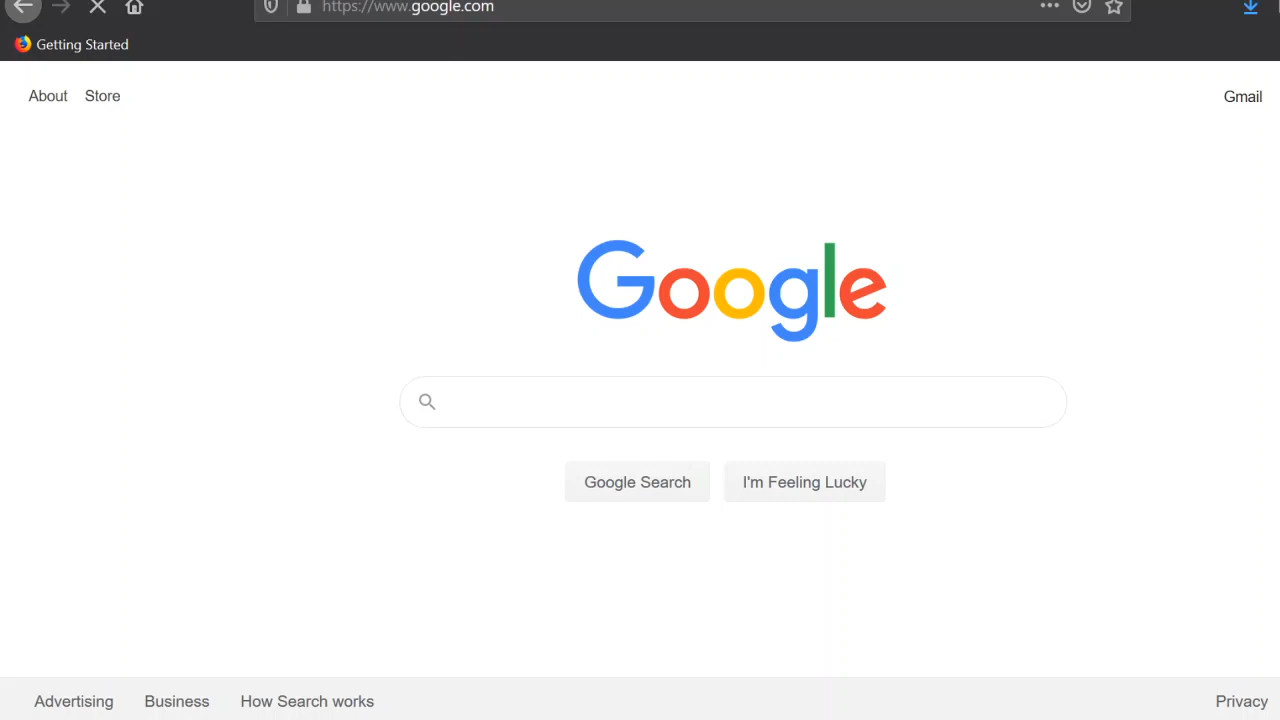 https://www.google.com
Getting Started
About Store Gmail
Google
Google Search I'm Feeling Lucky
Advertising Business How Search works Privacy